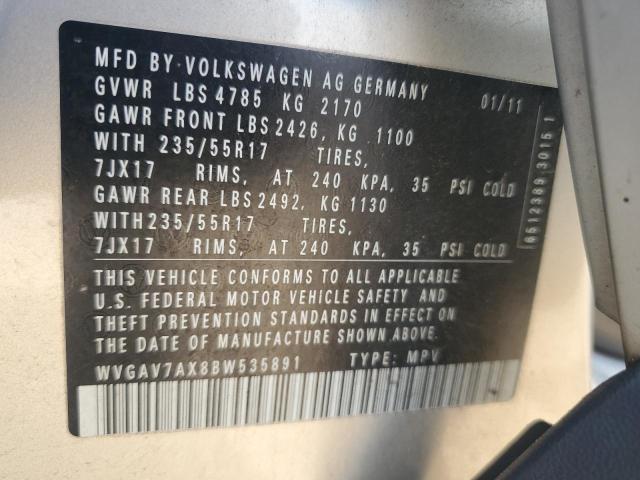 MFD BY VOLKSWAGEN AG GERMANY
GVWR LBS 4785 KG 2170 01/11
GAWR FRONT LBS 2426, KG 1100
WITH 235/55R17 TIRES,
7JX17 RIMS, AT 240 KPA, 35 PSI COLD
GAWR REAR LBS 2492, KG 1130
WITH 235/55R17 TIRES,
7JX17 RIMS, AT 240 KPA, 35 PSI COLD
THIS VEHICLE CONFORMS TO ALL APPLICABLE
U.S. FEDERAL MOTOR VEHICLE SAFETY AND
THEFT PREVENTION STANDARDS IN EFFECT ON
THE DATE OF MANUFACTURE SHOWN ABOVE.
WVGAV7AX8BW535891 TYPE: MPV
6512389 3015 1